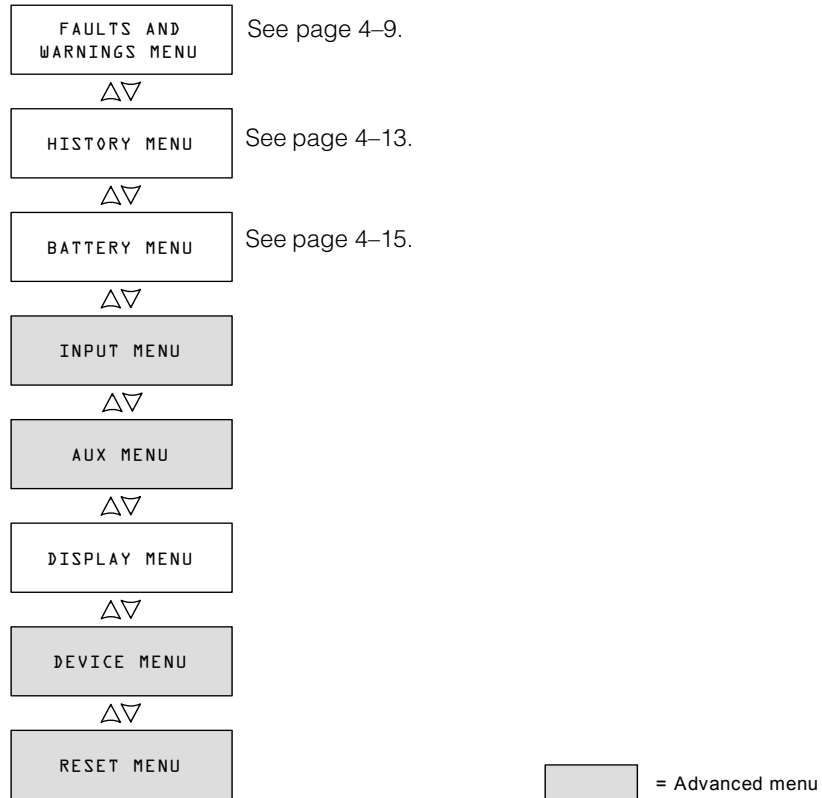 FAULTS AND
WARNINGS MENU
See page 4–9.
HISTORY MENU
See page 4–13.
BATTERY MENU
See page 4–15.
INPUT MENU
AUX MENU
DISPLAY MENU
DEVICE MENU
RESET MENU
= Advanced menu